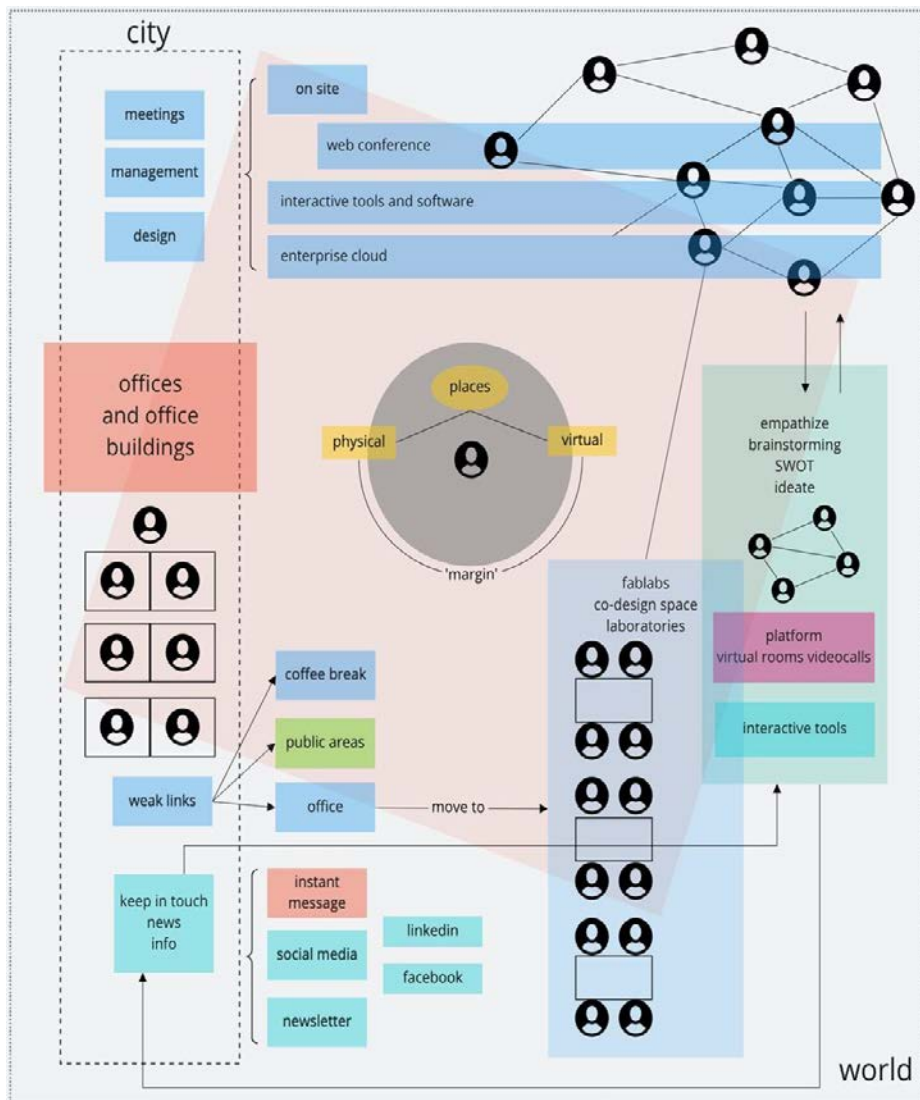 city
meetings
management
design
on site
web conference
interactive tools and software
enterprise cloud
offices
and office
buildings
places
physical
virtual
'margin'
empathize
brainstorming
SWOT
ideate
platform
virtual rooms videocalls
interactive tools
fablabs
co-design space
laboratories
coffee break
public areas
weak links
office
move to
keep in touch
news
info
instant
message
social media
newsletter
linkedin
facebook
world